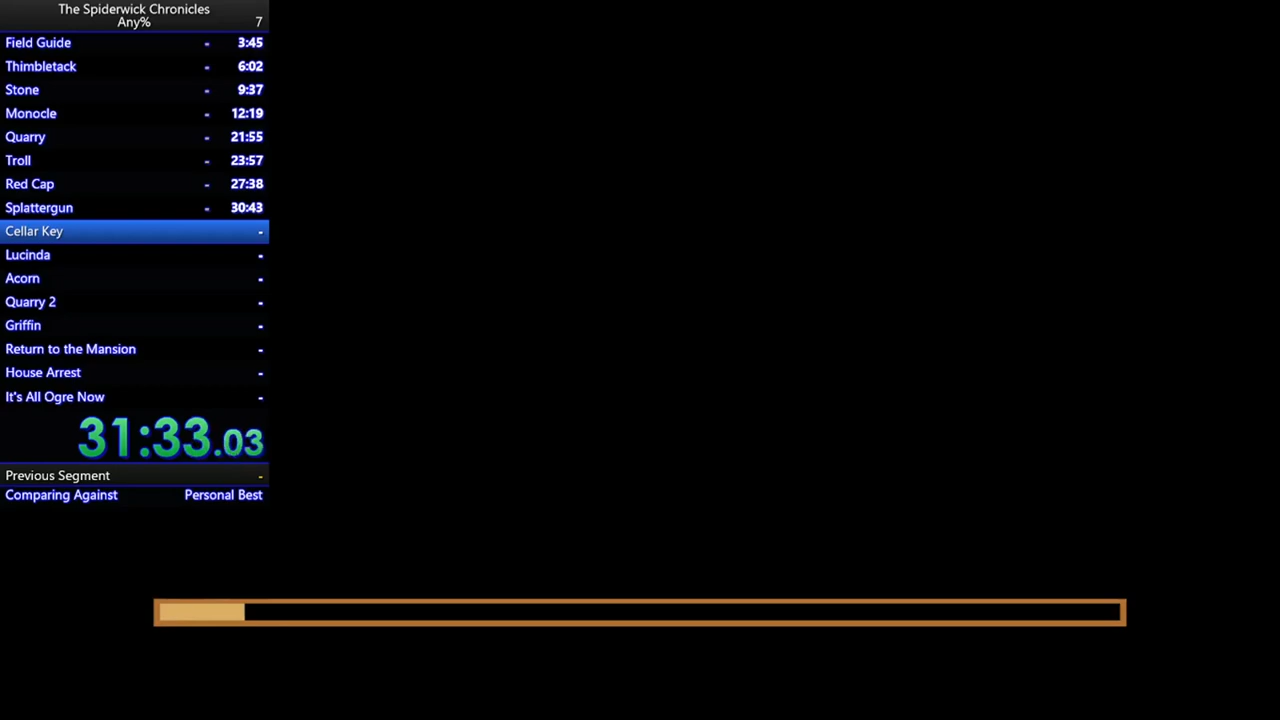 The Spiderwick Chronicles
Any% 7
Field Guide - 3:45
Thimbletack - 6:02
Stone - 9:37
Monocle - 12:19
Quarry - 21:55
Troll - 23:57
Red Cap - 27:38
Splattergun - 30:43
Cellar Key -
Lucinda -
Acorn -
Quarry 2 -
Griffin -
Return to the Mansion -
House Arrest -
It's All Ogre Now -
31:33.03
Previous Segment -
Comparing Against Personal Best